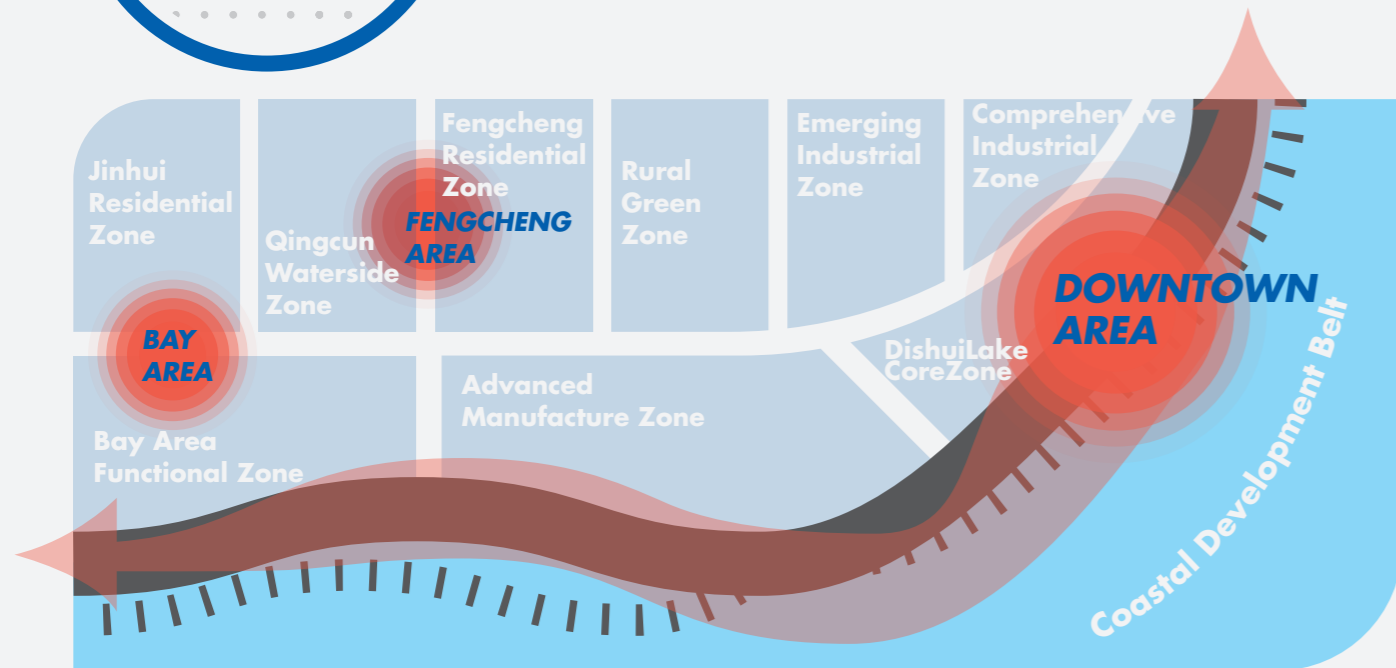 Jinhui
Residential
Zone
Qingcun
Waterside
Zone
Fengcheng
Residential
Zone
FENGCHENG
AREA
Rural
Green
Zone
Emerging
Industrial
Zone
Comprehensive
Industrial
Zone
BAY
AREA
DOWNTOWN
AREA
DishuiLake
CoreZone
Advanced
Manufacture Zone
Bay Area
Functional Zone
Coastal Development Belt